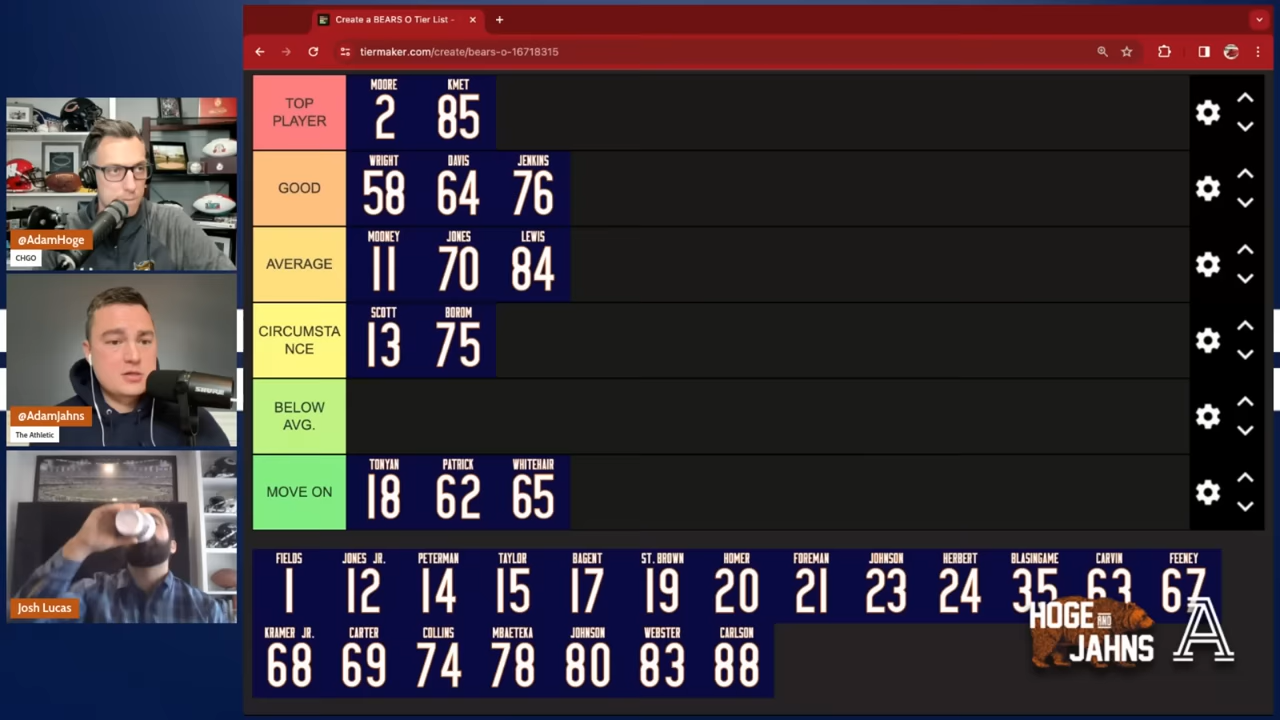 Create a BEARS O Tier List -
tiermaker.com/create/bears-o-16718315
TOP
PLAYER
MOORE KMET
2 85
GOOD
WRIGHT DAVIS JENKINS
58 64 76
AVERAGE
MOONEY JONES LEWIS
11 70 84
CIRCUMSTA
NCE
SCOTT BOROM
13 75
BELOW
AVG.
MOVE ON
TONYAN PATRICK WHITEHAIR
18 62 65
FIELDS JONES JR. PETERMAN TAYLOR BAGENT ST. BROWN HOMER FOREMAN JOHNSON HERBERT BLASINGAME CARVIN FEENEY
1 12 14 15 17 19 20 21 23 24 35 63 67
KRAMER JR. CARTER COLLINS MBAETEKA JOHNSON WEBSTER CARLSON
68 69 74 78 80 83 88
@AdamHoge
CHGO
@AdamJahns
The Athletic
Josh Lucas
HOGE AND
JAHNS
A